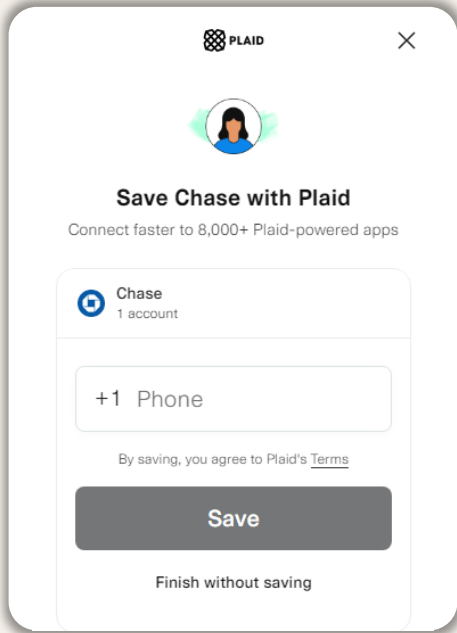 PLAID
Save Chase with Plaid
Connect faster to 8,000+ Plaid-powered apps
Chase
1 account
+1 Phone
By saving, you agree to Plaid's Terms
Save
Finish without saving